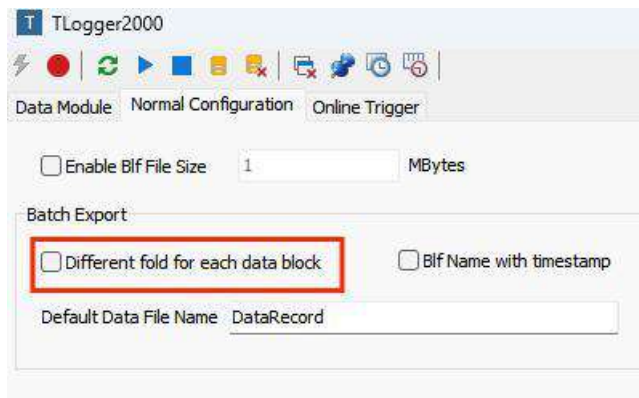 T TLogger2000
Data Module Normal Configuration Online Trigger
Enable Blf File Size 1 MBytes
Batch Export
Different fold for each data block Blf Name with timestamp
Default Data File Name DataRecord